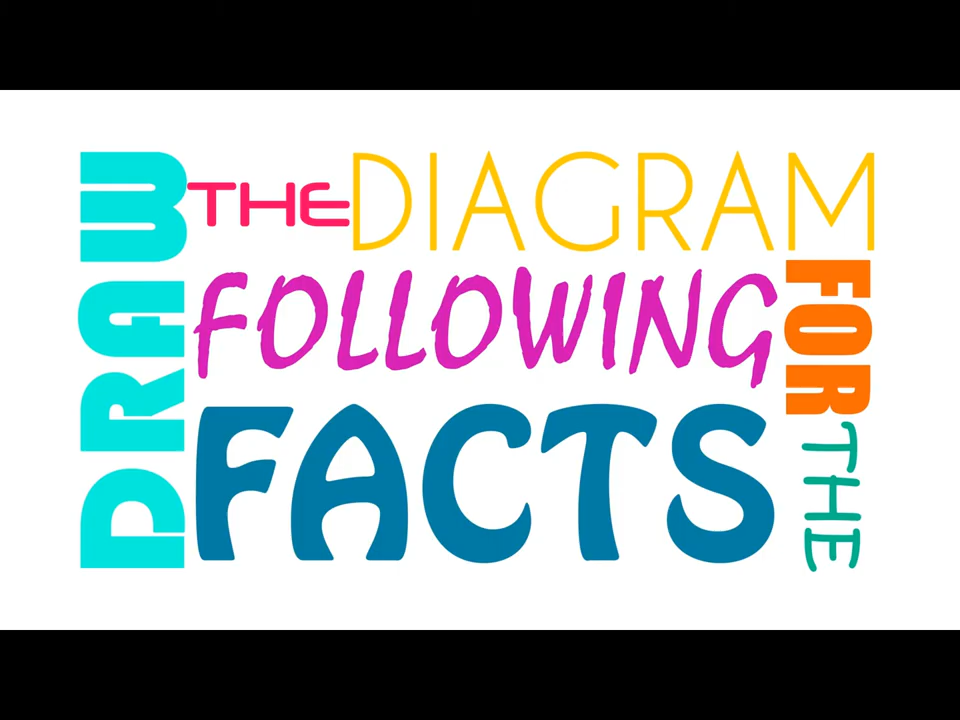 DRAW
THE DIAGRAM
FOR THE
FOLLOWING
FACTS